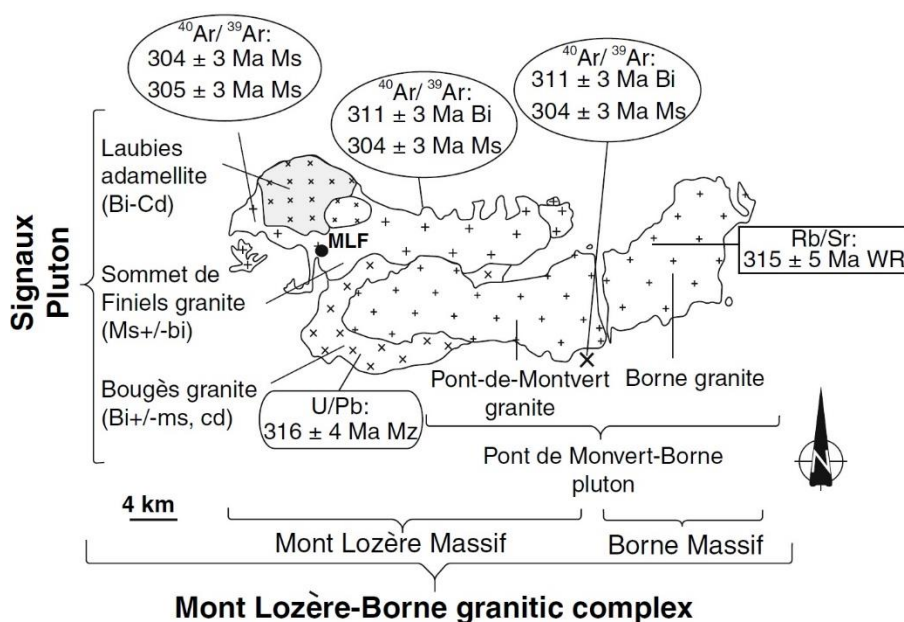 40Ar/ 39Ar:
304 ± 3 Ma Ms
305 ± 3 Ma Ms
40Ar/ 39Ar:
311 ± 3 Ma Bi
304 ± 3 Ma Ms
40Ar/ 39Ar:
311 ± 3 Ma Bi
304 ± 3 Ma Ms
Signaux
Pluton
Laubies
adamellite
(Bi-Cd)
MLF
Sommet de
Finiels granite
(Ms+/-bi)
Bougès granite
(Bi+/-ms, cd)
Rb/Sr:
315 ± 5 Ma WR
U/Pb:
316 ± 4 Ma Mz
Pont-de-Montvert
granite
Borne granite
Pont de Monvert-Borne
pluton
N
4 km
Mont Lozère Massif
Borne Massif
Mont Lozère-Borne granitic complex